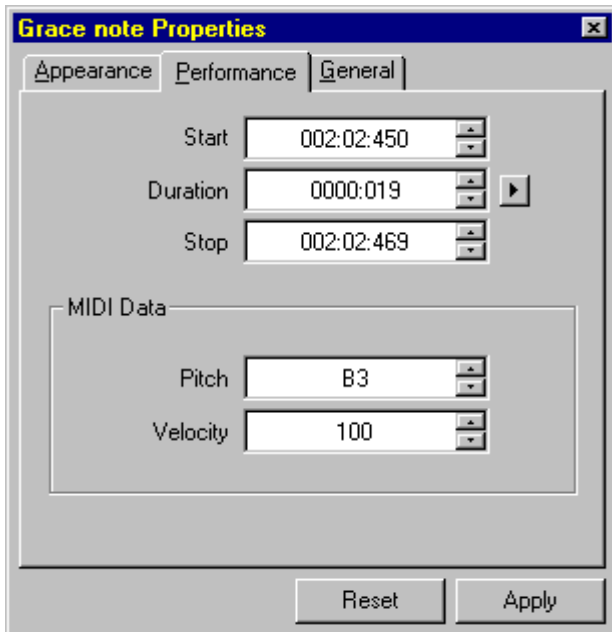 Grace note Properties
Appearance Performance General
Start 002:02:450
Duration 0000:019
Stop 002:02:469
MIDI Data
Pitch B3
Velocity 100
Reset Apply